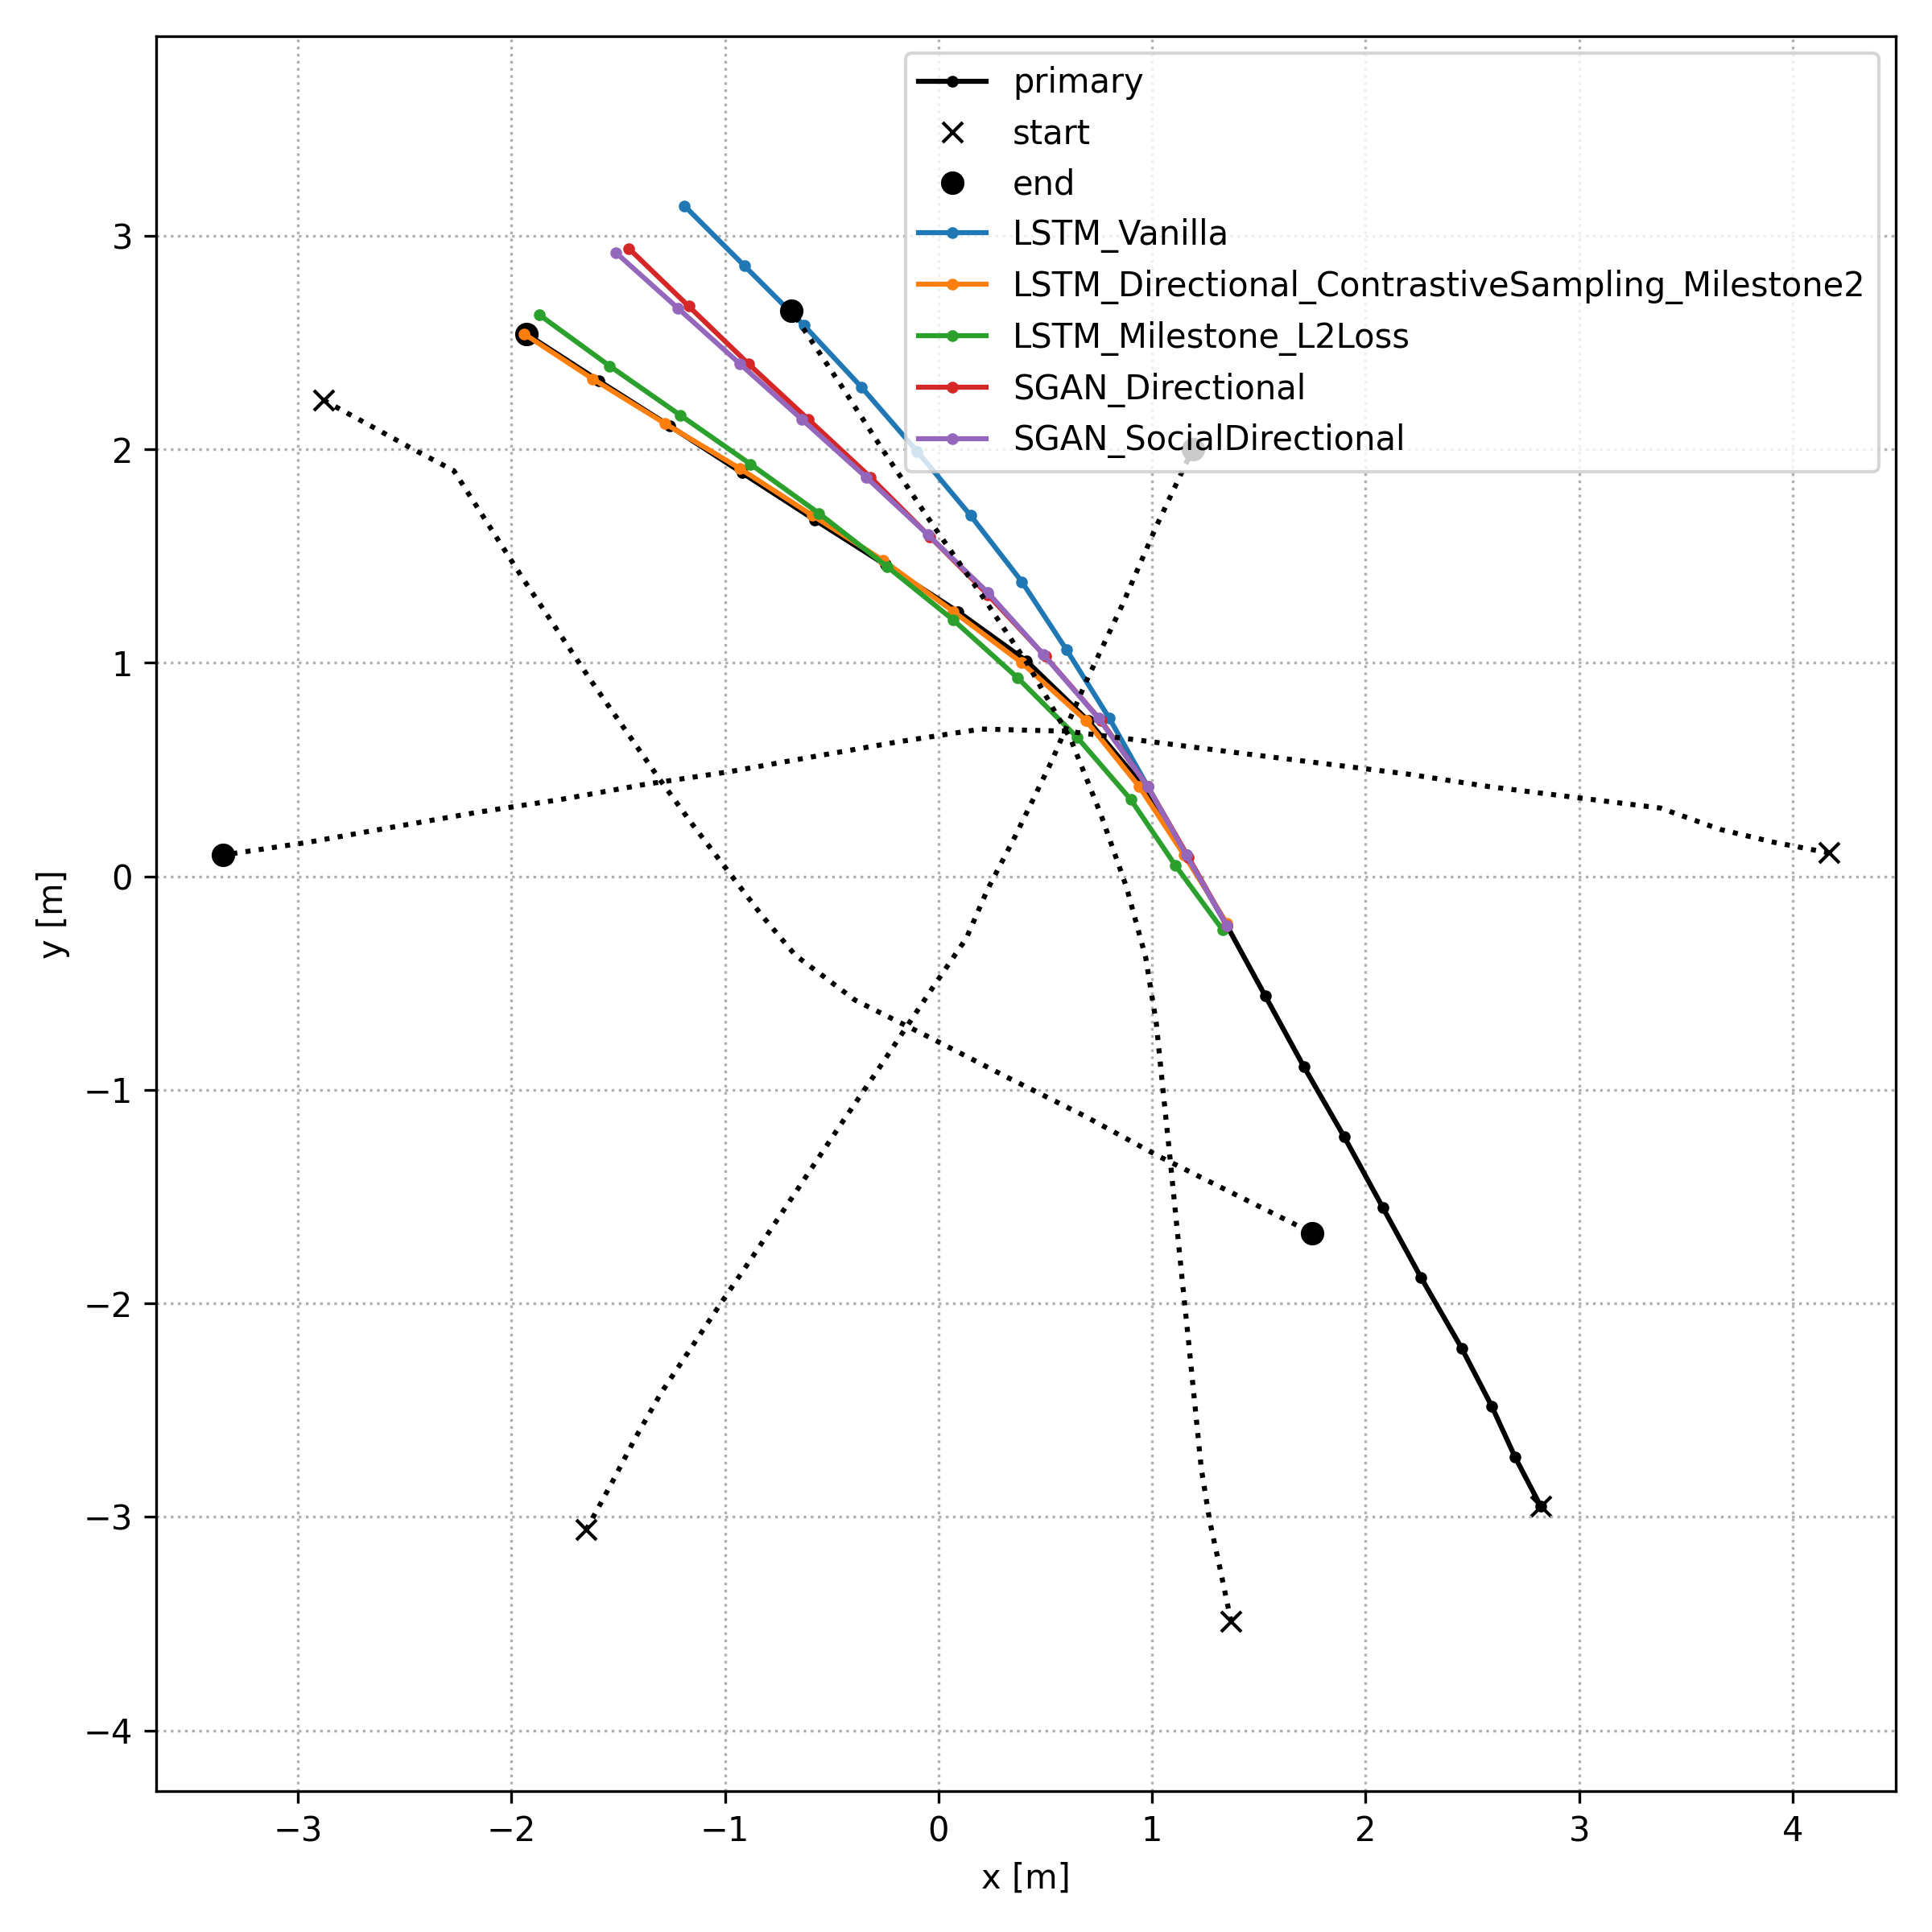 primary
start
end
LSTM_Vanilla
LSTM_Directional_ContrastiveSampling_Milestone2
LSTM_Milestone_L2Loss
SGAN_Directional
SGAN_SocialDirectional
3
2
1
0
−1
−2
−3
−4
y [m]
−3 −2 −1 0 1 2 3 4
x [m]